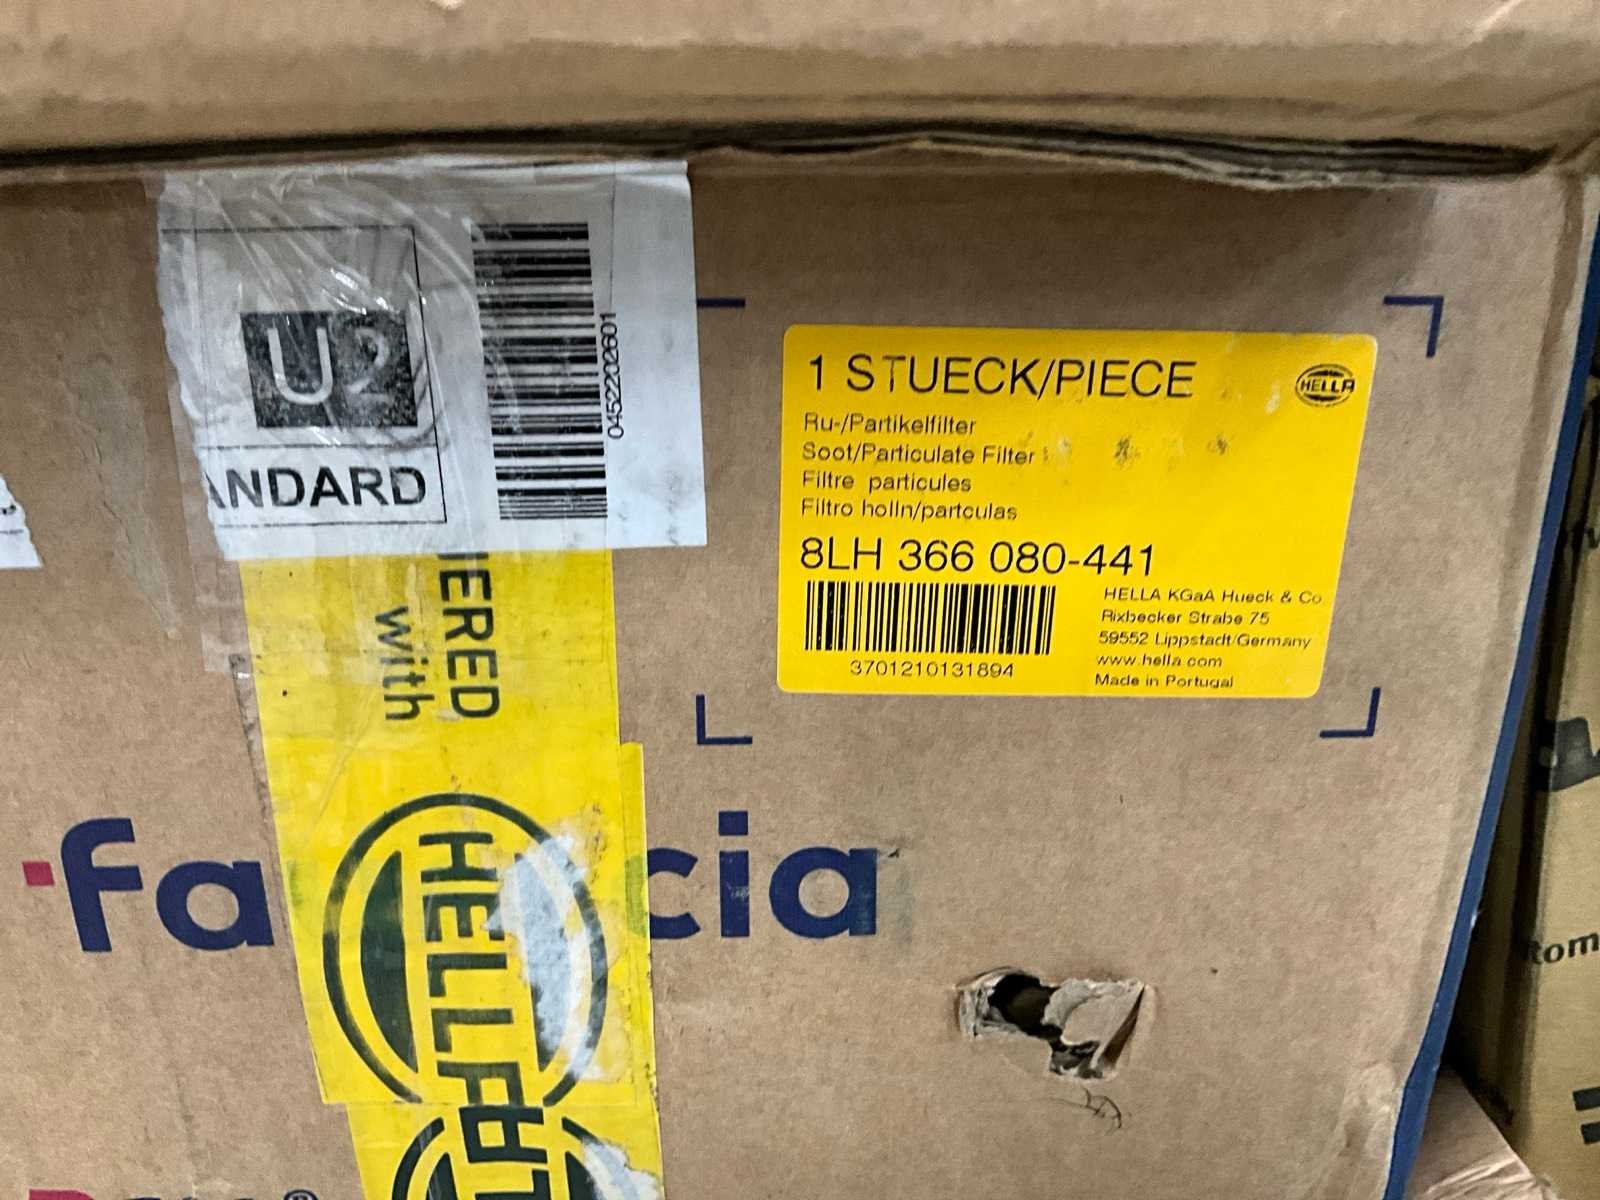 U2
ANDARD
0452202601
1 STUECK/PIECE
HELLA
Ru-/Partikelfilter
Soot/Particulate Filter
Filtre particules
Filtro holln/partculas
8LH 366 080-441
3701210131894
HELLA KGaA Hueck & Co
Rixbecker Strabe 75
59552 Lippstadt/Germany
www.hella.com
Made in Portugal
ERED
with
HELLA
fa
cia
tom